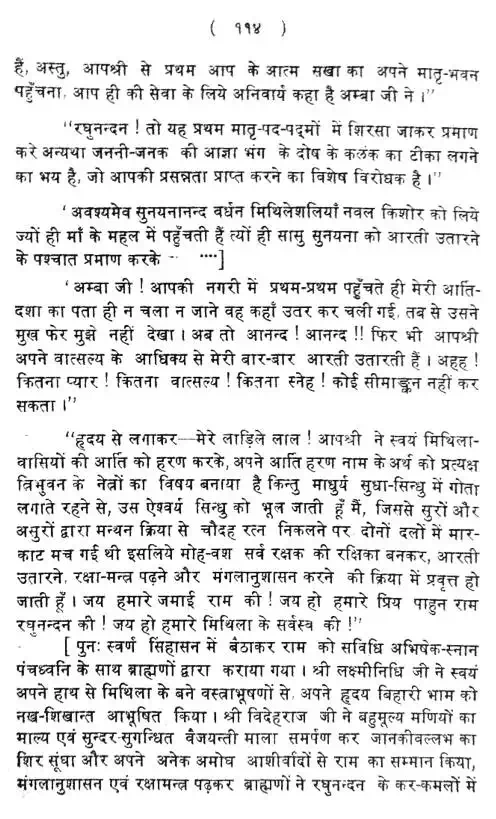 ( ११४ )
हैं, अस्तु, आपश्री से प्रथम आप के आत्म सखा का अपने मातृ-भवन
पहुँचना, आप ही की सेवा के लिये अनिवार्य कहा है अम्बा जी ने ।"
"रघुनन्दन ! तो यह प्रथम मातृ-पद-पद्मों में शिरसा जाकर प्रमाण
करे अन्यथा जननी-जनक की आज्ञा भंग के दोष के कलंक का टीका लगने
का भय है, जो आपकी प्रसन्नता प्राप्त करने का विशेष विरोधक है ।"
'अवश्यमेव सुनयनानन्द वर्धन मिथिलेशलियाँ नवल किशोर को लिये
ज्यों ही माँ के महल में पहुँचती हैं त्यों ही सासु सुनयना को आरती उतारने
के पश्चात प्रमाण करके - ····]
'अम्बा जी ! आपकी नगरी में प्रथम-प्रथम पहुँचते ही मेरी आर्ति-
दशा का पता ही न चला न जाने वह कहाँ उतर कर चली गई, तब से उसने
मुख फेर मुझे नहीं देखा । अब तो आनन्द ! आनन्द !! फिर भी आपश्री
अपने वात्सल्य के आधिक्य से मेरी बार-बार आरती उतारती हैं । अहह !
कितना प्यार ! कितना वात्सल्य ! कितना स्नेह ! कोई सीमाङ्कन नहीं कर
सकता ।"
"हृदय से लगाकर—मेरे लाड़िले लाल ! आपश्री ने स्वयं मिथिला-
वासियों की आर्ति को हरण करके, अपने आर्ति हरण नाम के अर्थ को प्रत्यक्ष
त्रिभुवन के नेत्रों का विषय बनाया है किन्तु माधुर्य सुधा-सिन्धु में गोता
लगाते रहने से, उस ऐश्वर्य सिन्धु को भूल जाती हूँ मैं, जिससे सुरों और
असुरों द्वारा मन्थन क्रिया से चौदह रत्न निकलने पर दोनों दलों में मार-
काट मच गई थी इसलिये मोह-वश सर्व रक्षक की रक्षिका बनकर, आरती
उतारने, रक्षा-मन्त्र पढ़ने और मंगलानुशासन करने की क्रिया में प्रवृत्त हो
जाती हूँ । जय हमारे जमाई राम की ! जय हो हमारे प्रिय पाहुन राम
रघुनन्दन की ! जय हो हमारे मिथिला के सर्वस्व की !"
[ पुनः स्वर्ण सिंहासन में बैठाकर राम को सविधि अभिषेक-स्नान
पंचध्वनि के साथ ब्राह्मणों द्वारा कराया गया । श्री लक्ष्मीनिधि जी ने स्वयं
अपने हाथ से मिथिला के बने वस्त्राभूषणों से, अपने हृदय बिहारी भाम को
नख-शिखान्त आभूषित किया । श्री विदेहराज जी ने बहुमूल्य मणियों का
माल्य एवं सुन्दर-सुगन्धित वैजयन्ती माला समर्पण कर जानकीवल्लभ का
शिर सूंघा और अपने अनेक अमोघ आशीर्वादों से राम का सम्मान किया,
मंगलानुशासन एवं रक्षामन्त्र पढ़कर ब्राह्मणों ने रघुनन्दन के कर-कमलों में